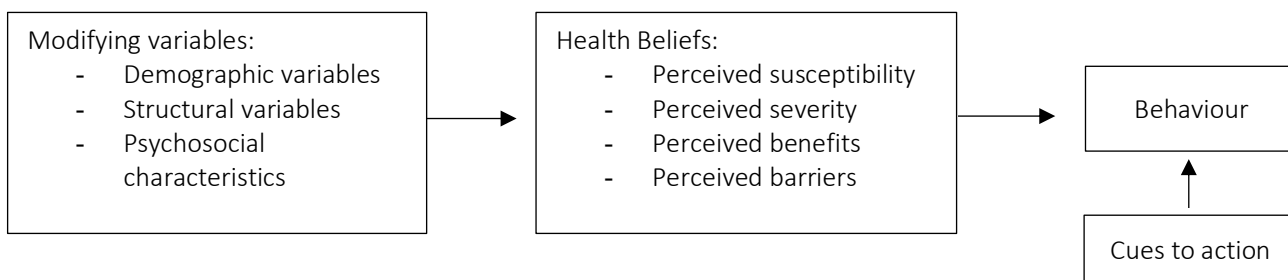 Modifying variables:
- Demographic variables
- Structural variables
- Psychosocial
characteristics
Health Beliefs:
- Perceived susceptibility
- Perceived severity
- Perceived benefits
- Perceived barriers
Behaviour
Cues to action